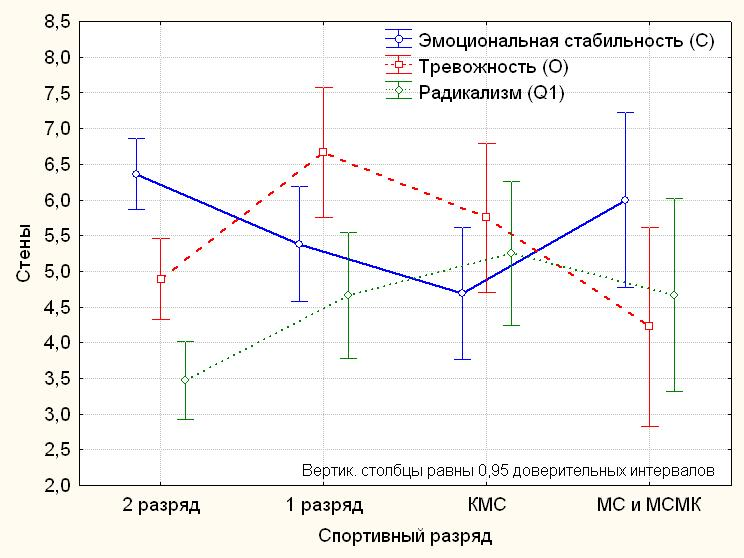 8,5
8,0
7,5
7,0
6,5
6,0
5,5
5,0
4,5
4,0
3,5
3,0
2,5
2,0
Стены
Эмоциональная стабильность (C)
Тревожность (O)
Радикализм (Q1)
Вертик. столбцы равны 0,95 доверительных интервалов
2 разряд 1 разряд КМС МС и МСМК
Спортивный разряд